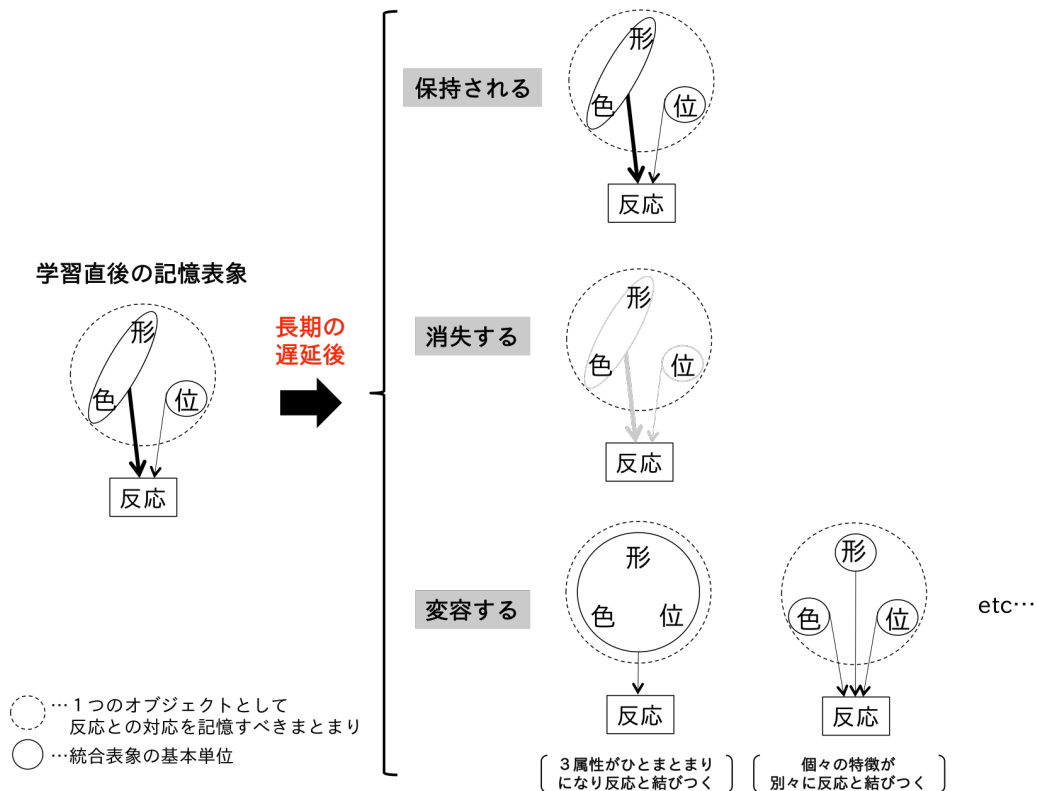 学習直後の記憶表象
形
色
位
反応
長期の
遅延後
保持される
形
色
位
反応
消失する
形
色
位
反応
変容する
形
色
位
反応
形
色
位
反応
etc…
３属性がひとまとまり
になり反応と結びつく
個々の特徴が
別々に反応と結びつく
…１つのオブジェクトとして
反応との対応を記憶すべきまとまり
…統合表象の基本単位